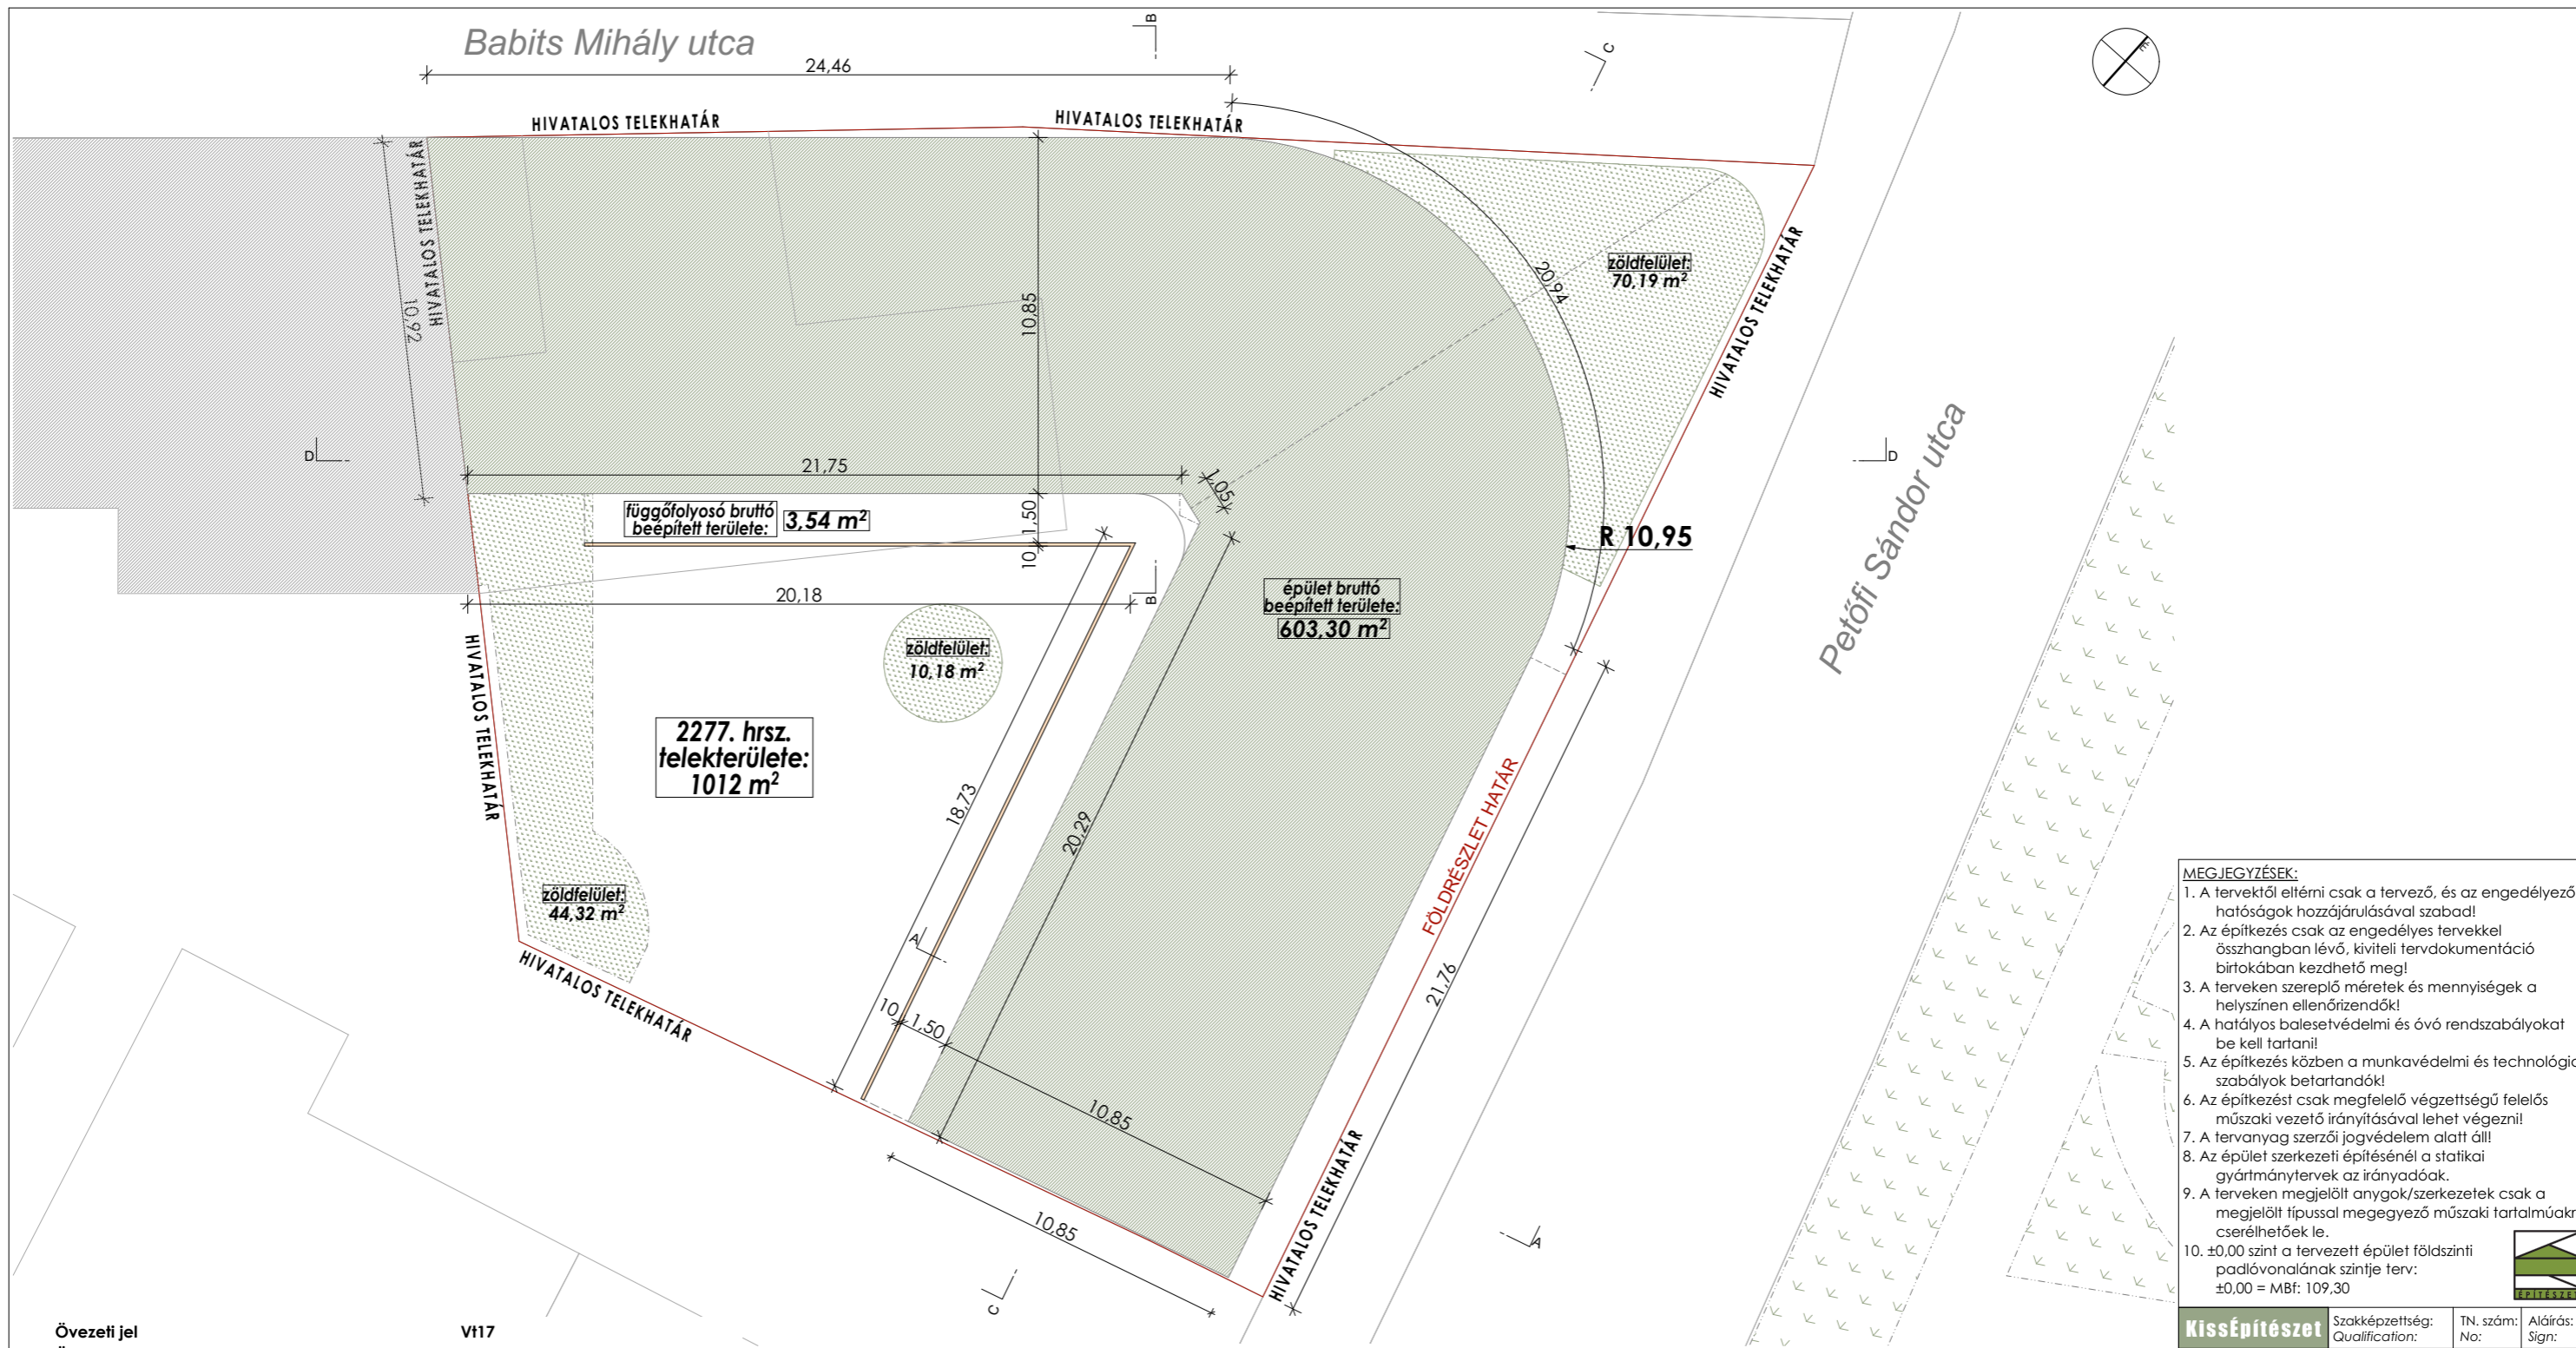 Babits Mihály utca
B
C
É
24,46
HIVATALOS TELEKHATÁR
HIVATALOS TELEKHATÁR
HIVATALOS TELEKHATÁR
10,92
10,85
20,94
zöldfelület:
70,19 m²
HIVATALOS TELEKHATÁR
D
21,75
1,05
D
Petőfi Sándor utca
függőfolyosó bruttó
beépített területe:
3,54 m²
1,50
10
R 10,95
20,18
B
épület bruttó
beépített területe:
603,30 m²
zöldfelület:
10,18 m²
HIVATALOS TELEKHATÁR
2277. hrsz.
telekterülete:
1012 m²
18,73
20,29
FÖLDRÉSZLET HATÁR
zöldfelület:
44,32 m²
A
HIVATALOS TELEKHATÁR
21,76
10
1,50
10,85
HIVATALOS TELEKHATÁR
10,85
A
C
Övezeti jel
Vt17
MEGJEGYZÉSEK:
1. A tervektől eltérni csak a tervező, és az engedélyező
hatóságok hozzájárulásával szabad!
2. Az építkezés csak az engedélyes tervekkel
összhangban lévő, kiviteli tervdokumentáció
birtokában kezdhető meg!
3. A terveken szereplő méretek és mennyiségek a
helyszínen ellenőrizendők!
4. A hatályos balesetvédelmi és óvó rendszabályokat
be kell tartani!
5. Az építkezés közben a munkavédelmi és
szabályok betartandók!
6. Az építkezést csak megfelelő végzettségű felelős
műszaki vezető irányításával lehet végezni!
7. A tervanyag szerzői jogvédelem alatt áll!
8. Az épület szerkezeti építésénél a statikai
gyártmánytervek az irányadóak.
9. A terveken megjelölt anygok/szerkezetek csak a
megjelölt típussal megegyező műszaki
cserélhetőek le.
10. ±0,00 szint a tervezett épület földszinti
padlóvonalának szintje terv:
±0,00 = MBf: 109,30
KissÉpítészet
Szakképzettség:
Qualification:
TN. szám:
No:
Aláírás:
Sign: